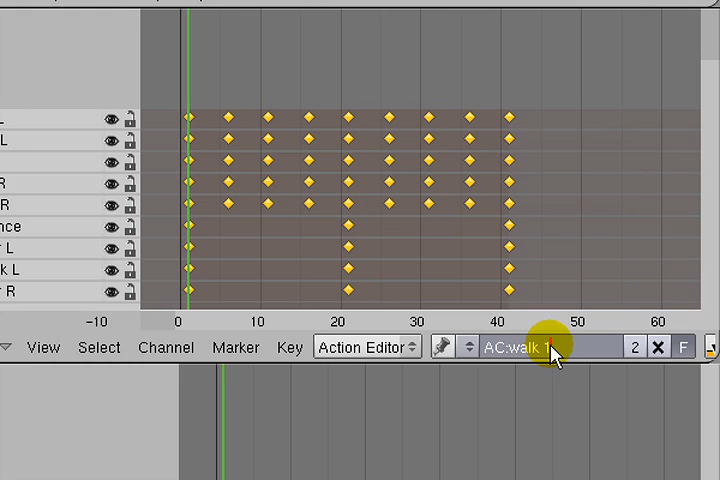 L
L
R
R
nce
r L
k L
r R
-10 0 10 20 30 40 50 60
View Select Channel Marker Key Action Editor AC:walk 1 2 F